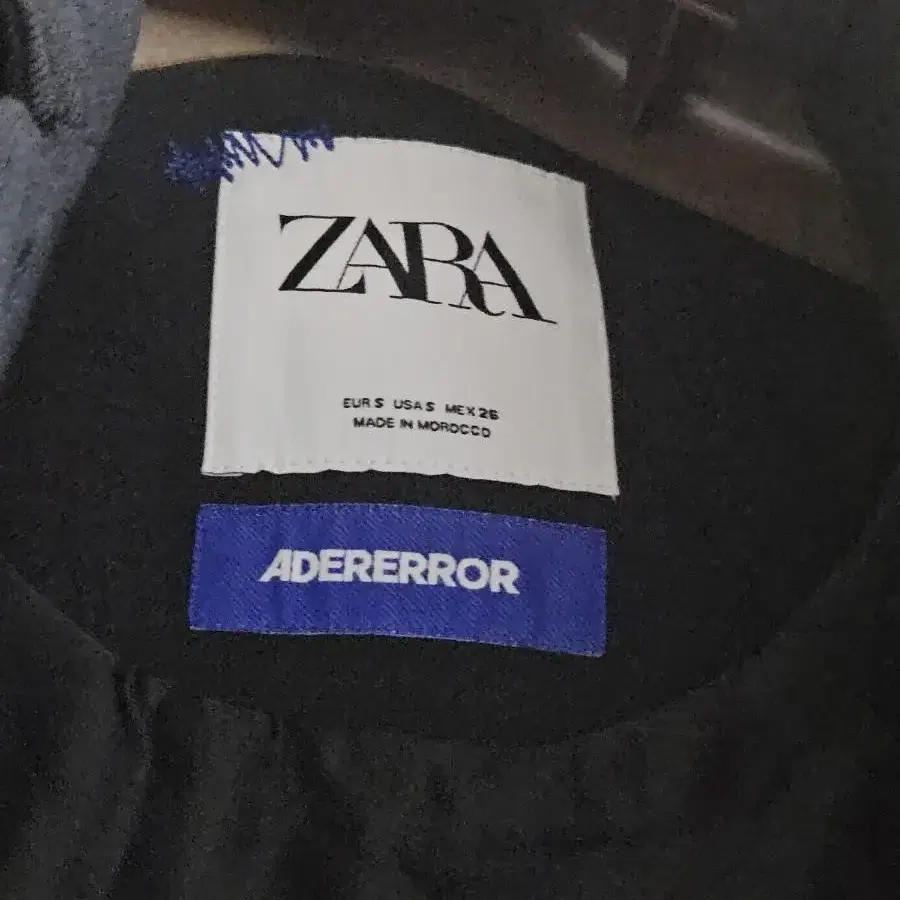 ZARA
EUR S USA S MEX 26
MADE IN MOROCCO
ADERERROR